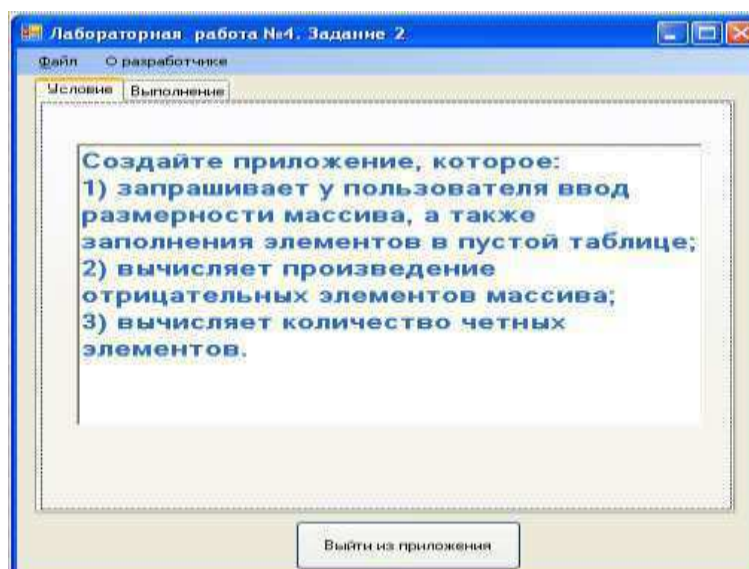 Лабораторная работа №4. Задание 2
Файл О разработчике
Условие Выполнение
Создайте приложение, которое:
1) запрашивает у пользователя ввод
размерности массива, а также
заполнения элементов в пустой таблице;
2) вычисляет произведение
отрицательных элементов массива;
3) вычисляет количество четных
элементов.
Выйти из приложения